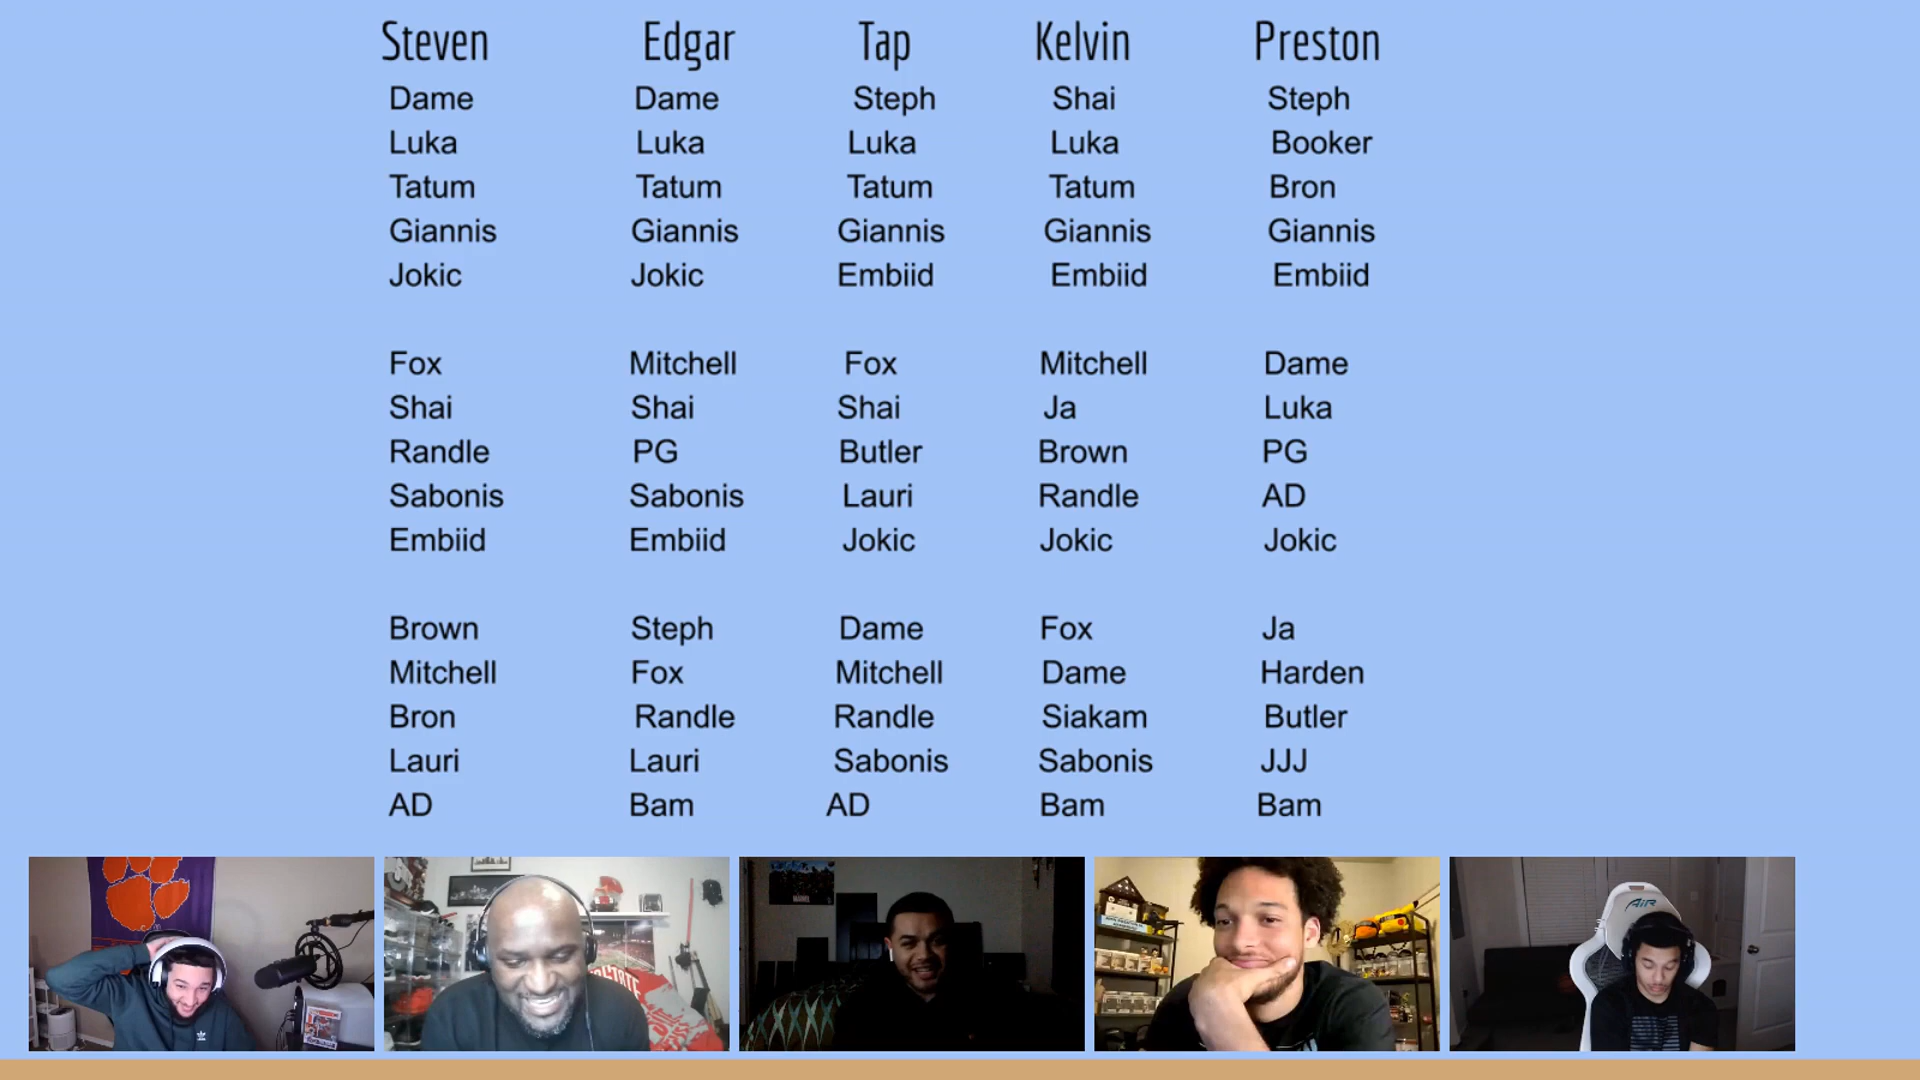 Steven Edgar Tap Kelvin Preston
Dame Dame Steph Shai Steph
Luka Luka Luka Luka Booker
Tatum Tatum Tatum Tatum Bron
Giannis Giannis Giannis Giannis Giannis
Jokic Jokic Embiid Embiid Embiid
Fox Mitchell Fox Mitchell Dame
Shai Shai Shai Ja Luka
Randle PG Butler Brown PG
Sabonis Sabonis Lauri Randle AD
Embiid Embiid Jokic Jokic Jokic
Brown Steph Dame Fox Ja
Mitchell Fox Mitchell Dame Harden
Bron Randle Randle Siakam Butler
Lauri Lauri Sabonis Sabonis JJJ
AD Bam AD Bam Bam
MARVEL
AiR